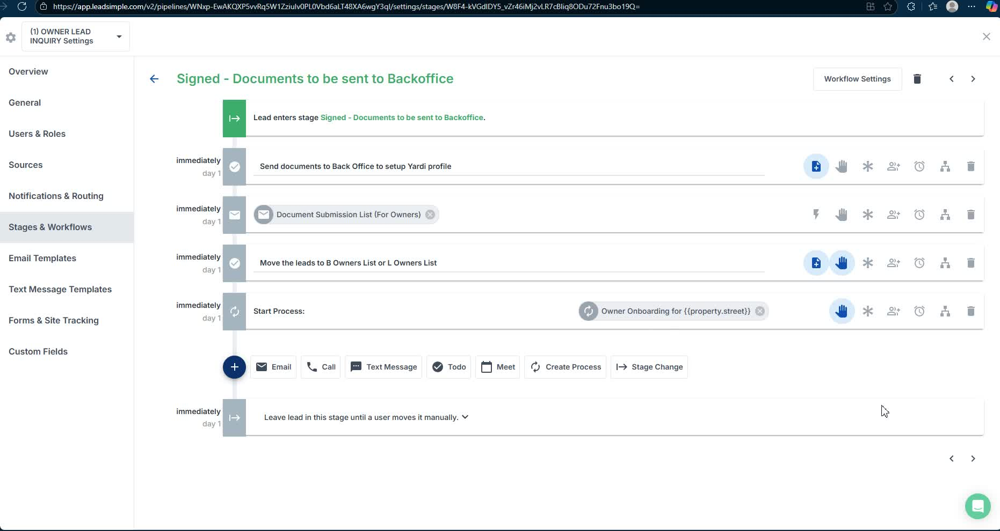 https://app.leadsimple.com/v2/pipelines/WNxp-EwAKQXP5vvRq5W1Zziulv0PL0Vbd6aLT48XA6wgY3qI/settings/stages/W8F4-kVGdIDY5_vZr46iMj2vLR7cBliq8ODu72Fnu3bo19Q=
(1) OWNER LEAD
INQUIRY Settings
Overview
General
Users & Roles
Sources
Notifications & Routing
Stages & Workflows
Email Templates
Text Message Templates
Forms & Site Tracking
Custom Fields
Signed - Documents to be sent to Backoffice
Workflow Settings
Lead enters stage Signed - Documents to be sent to Backoffice.
immediately
day 1
Send documents to Back Office to setup Yardi profile
immediately
day 1
Document Submission List (For Owners)
immediately
day 1
Move the leads to B Owners List or L Owners List
immediately
day 1
Start Process:
Owner Onboarding for {{property.street}}
Email
Call
Text Message
Todo
Meet
Create Process
Stage Change
immediately
day 1
Leave lead in this stage until a user moves it manually.